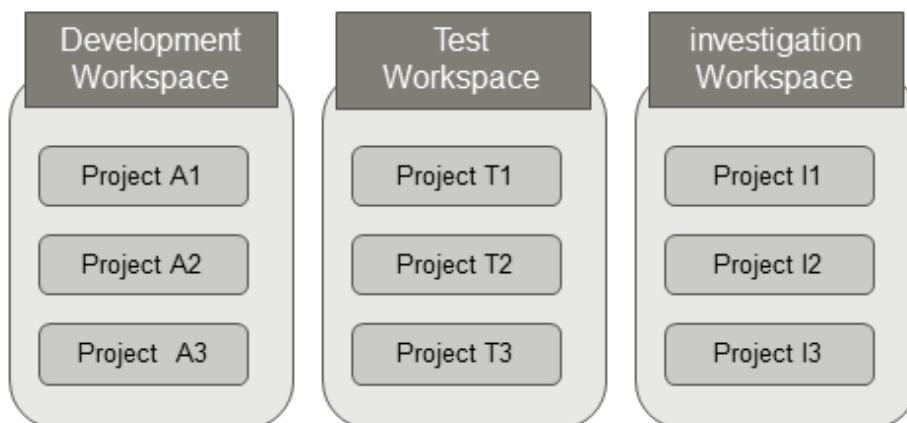 Development
Workspace
Project A1
Project A2
Project A3
Test
Workspace
Project T1
Project T2
Project T3
investigation
Workspace
Project I1
Project I2
Project I3